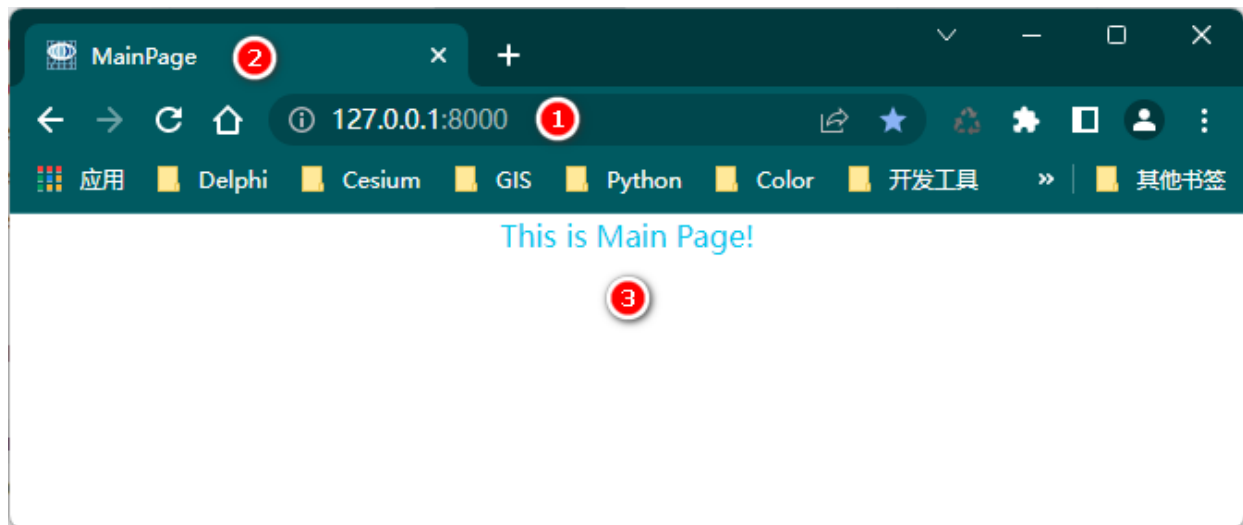 MainPage 2
127.0.0.1:8000 1
应用 Delphi Cesium GIS Python Color 开发工具 » 其他书签
This is Main Page!
3